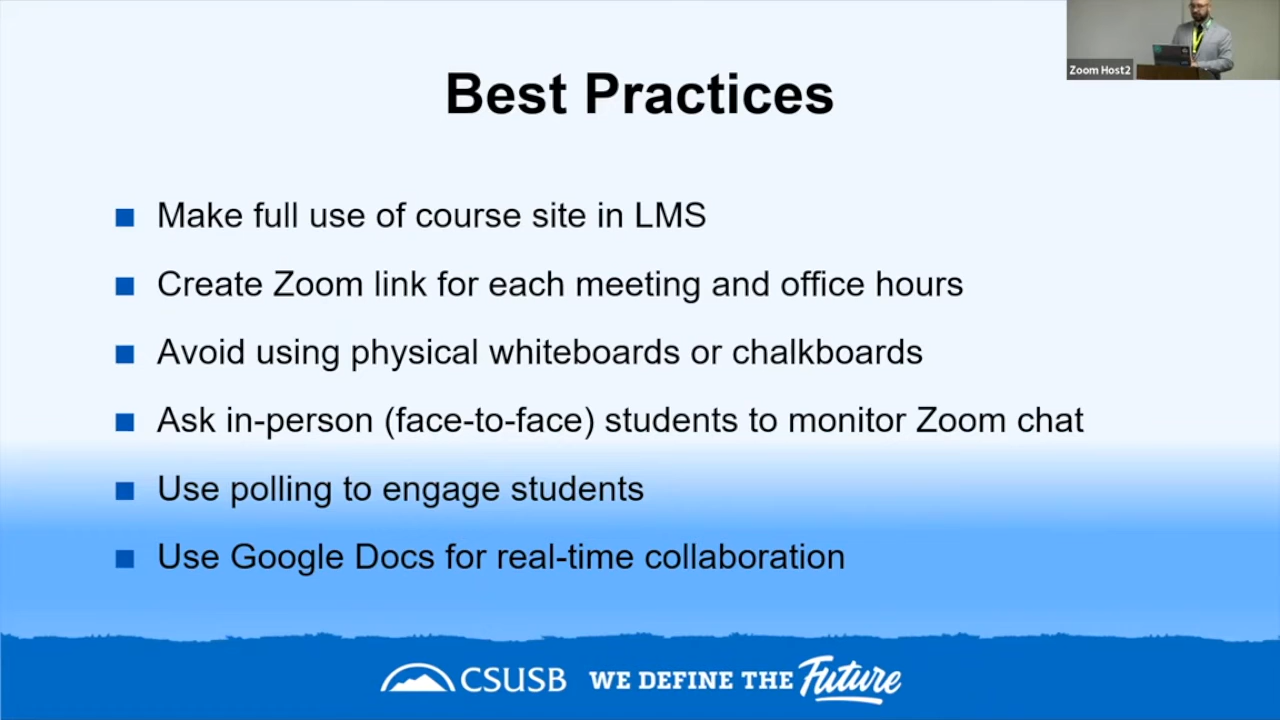 Zoom Host2
Best Practices
Make full use of course site in LMS
Create Zoom link for each meeting and office hours
Avoid using physical whiteboards or chalkboards
Ask in-person (face-to-face) students to monitor Zoom chat
Use polling to engage students
Use Google Docs for real-time collaboration
CSUSB WE DEFINE THE Future